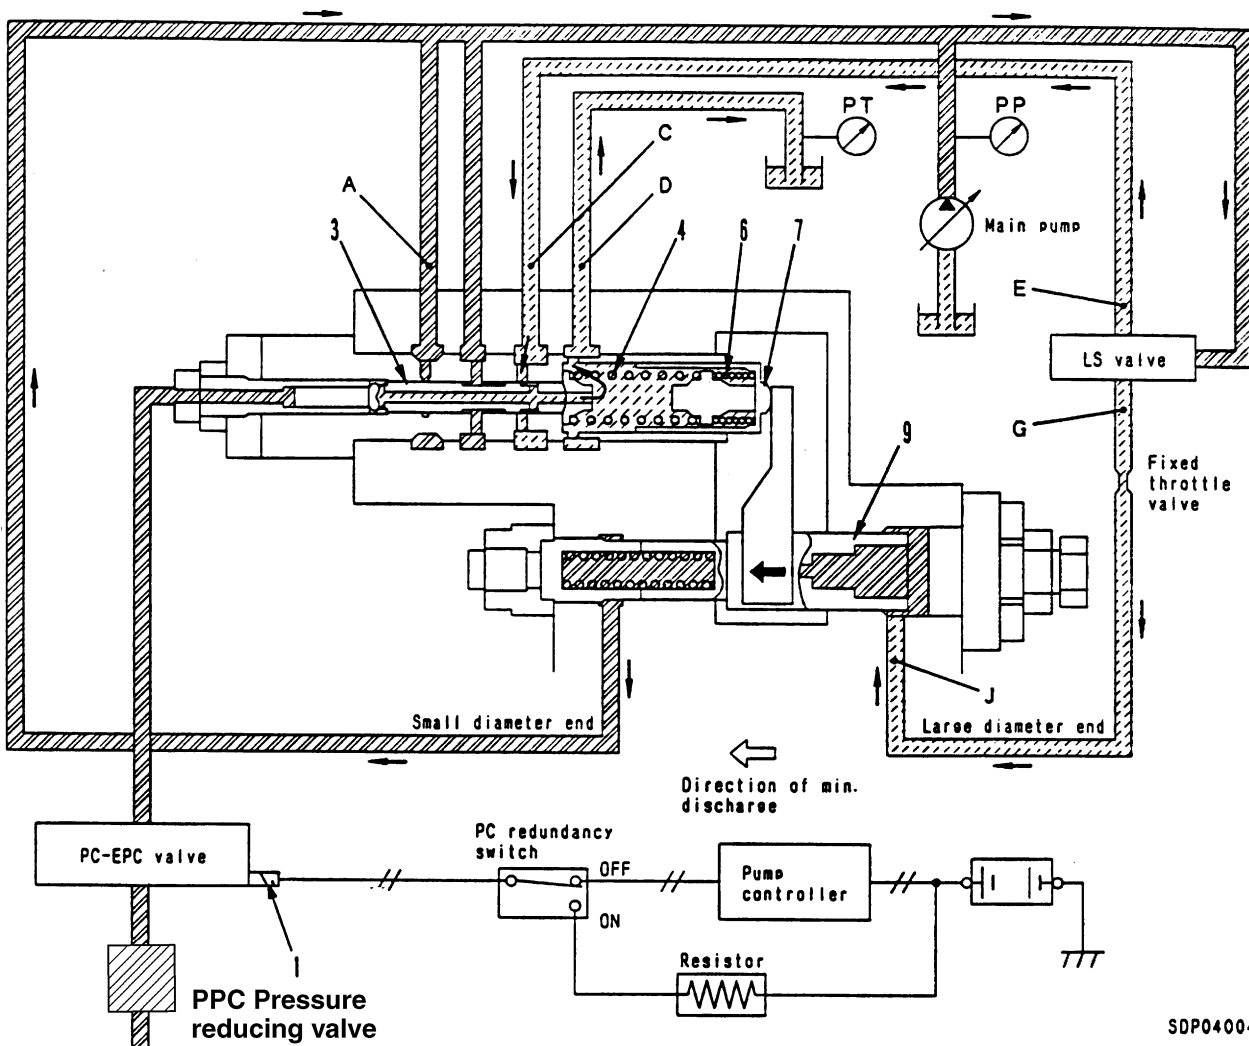 PT
PP
C
A
D
3
4
6
7
Main pump
E
LS valve
G
9
Fixed
throttle
valve
J
Small diameter end
Large diameter end
Direction of min.
discharge
PC-EPC valve
PC redundancy
switch
OFF
ON
Pump
controller
1
Resistor
PPC Pressure
reducing valve